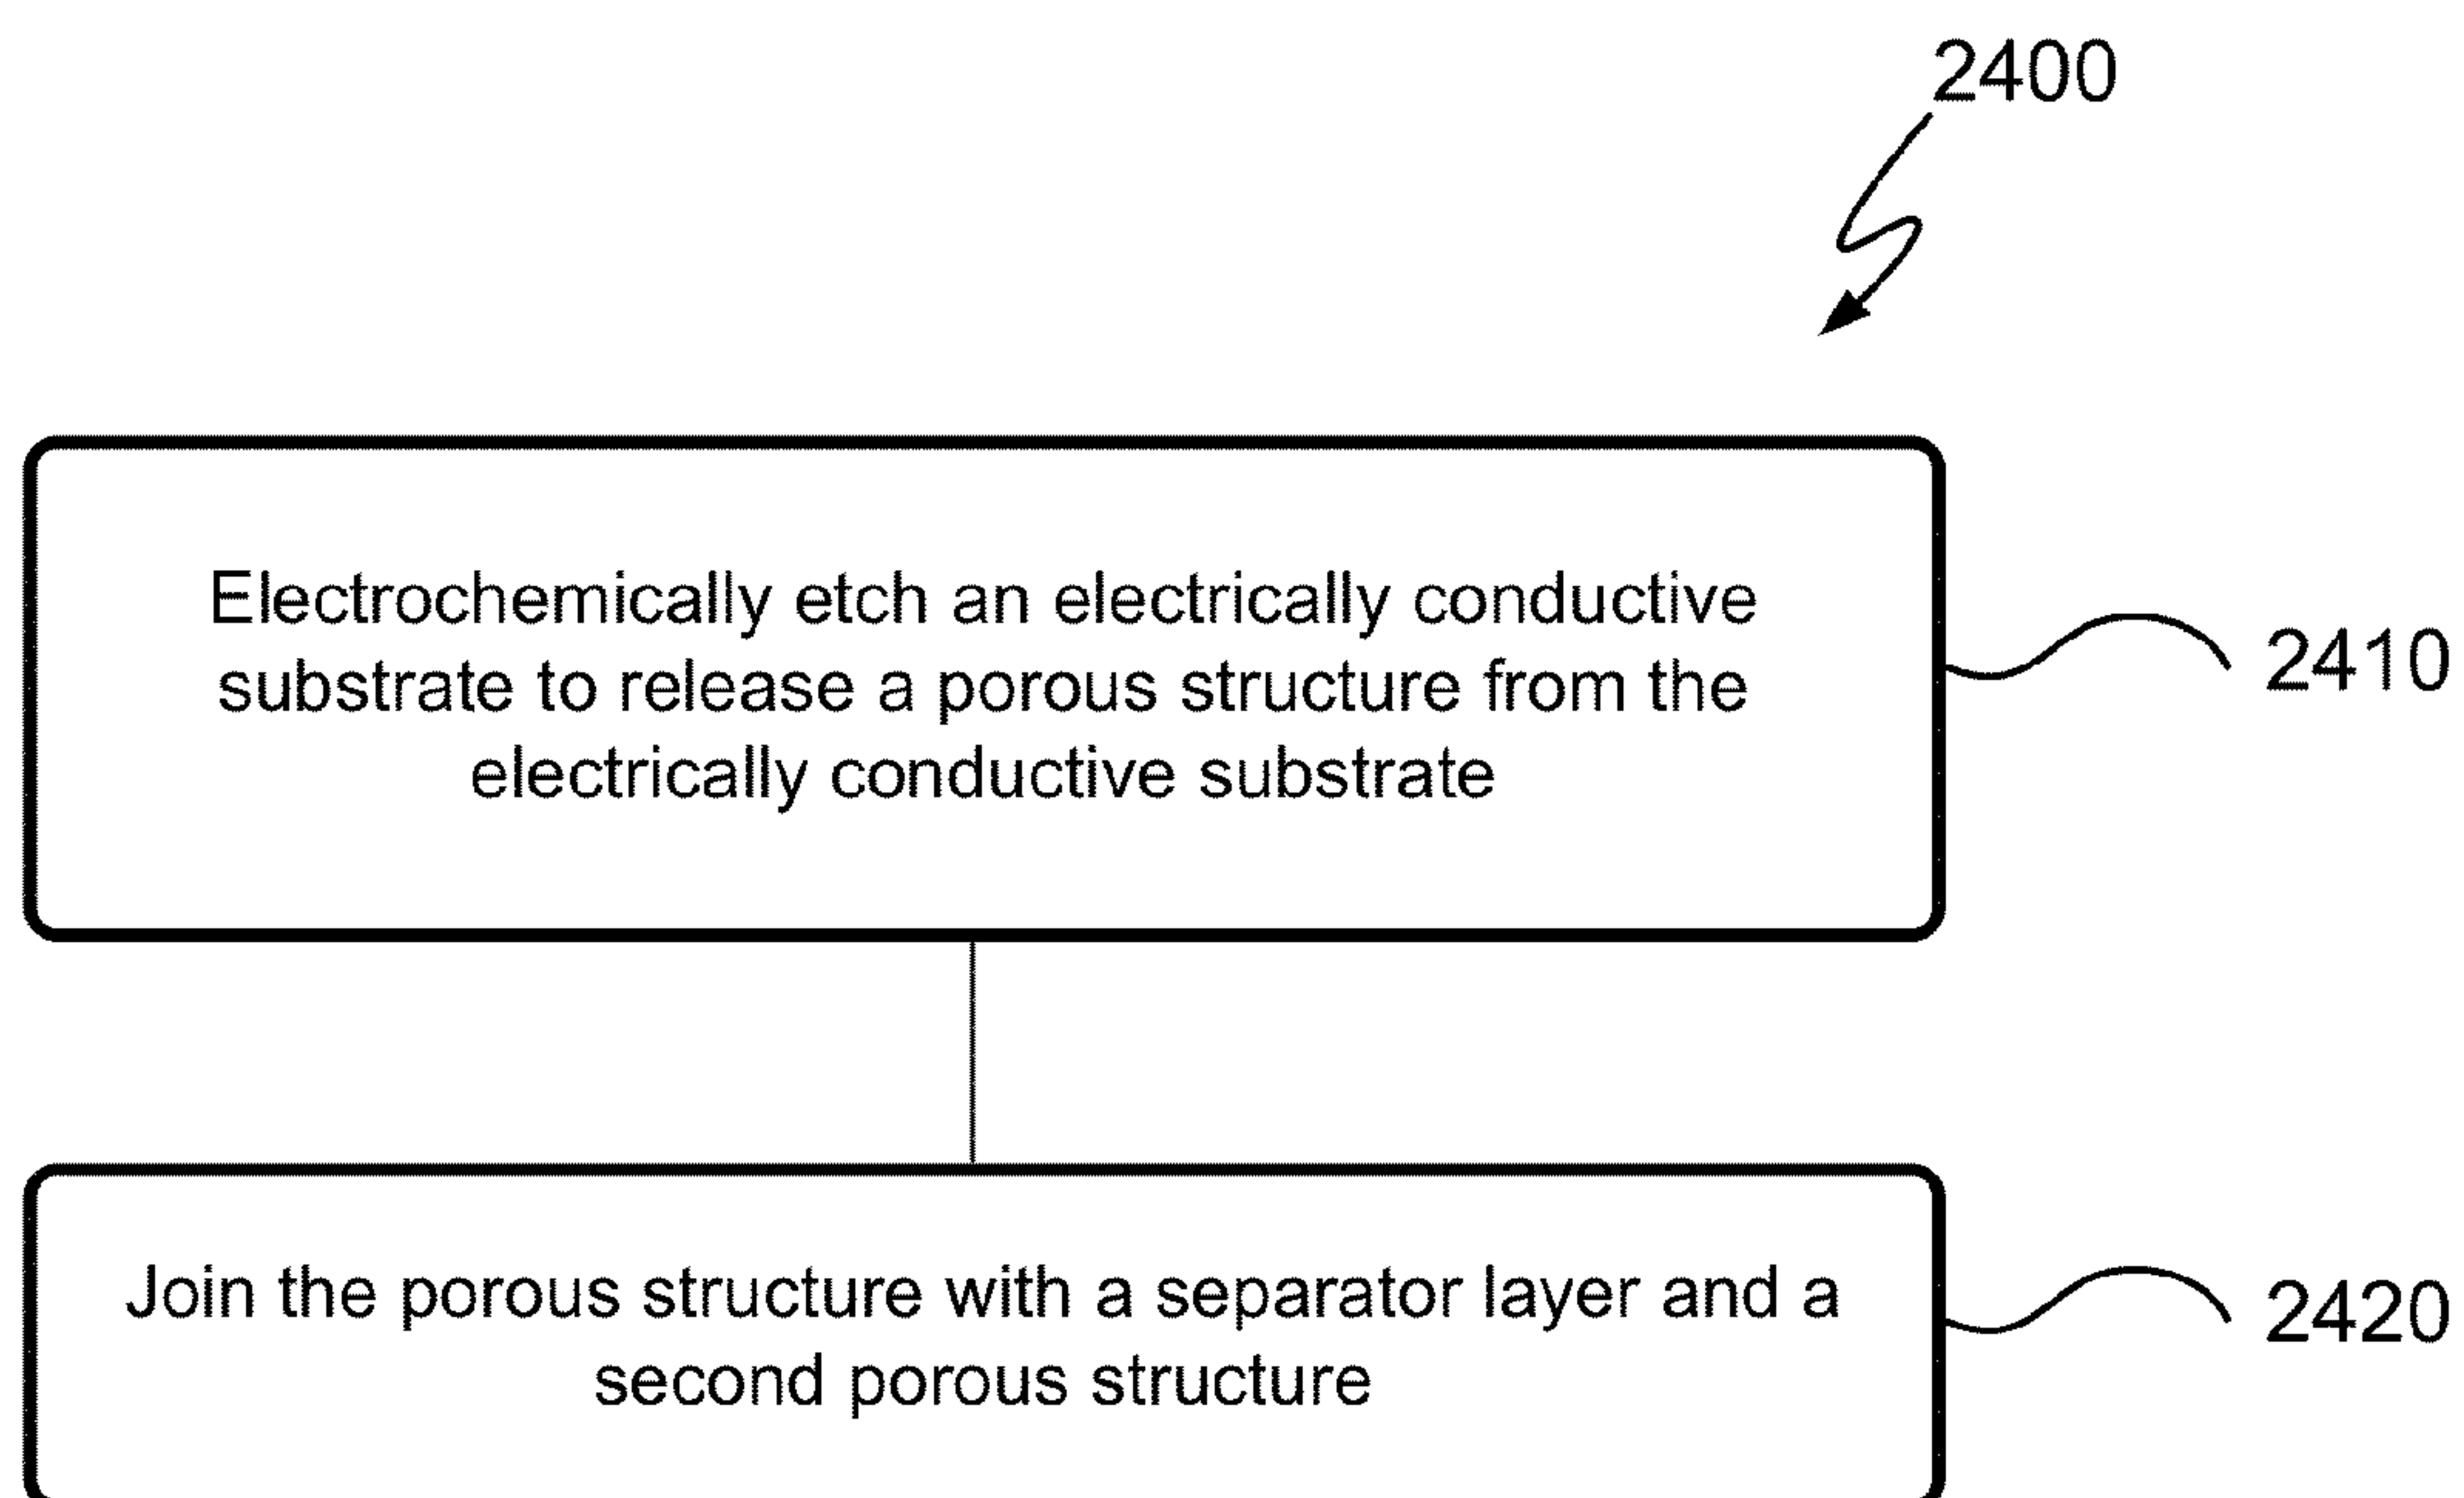 2400
Electrochemically etch an electrically conductive
substrate to release a porous structure from the
electrically conductive substrate
2410
Join the porous structure with a separator layer and a
second porous structure
2420